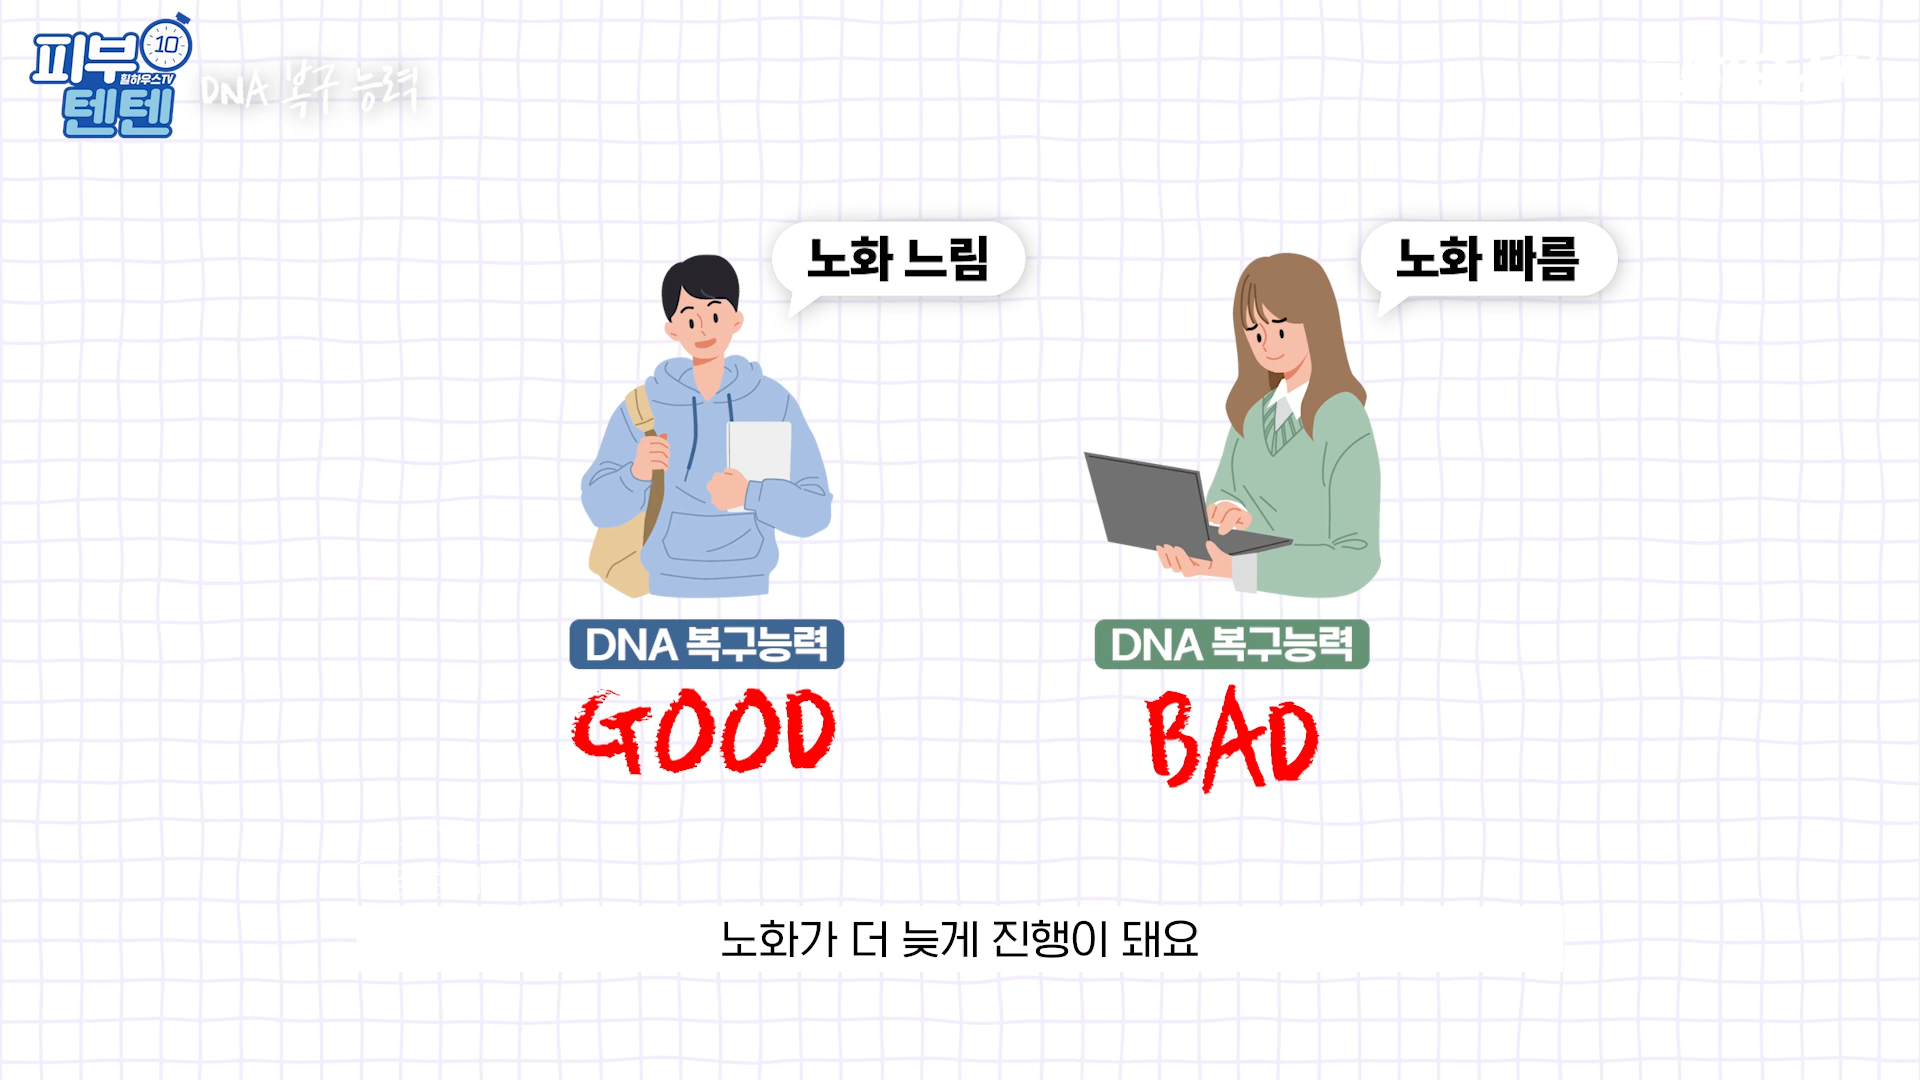 피부 10
힐하우스TV
텐텐
DNA 복구 능력
노화 느림
노화 빠름
DNA 복구능력
DNA 복구능력
GOOD
BAD
노화가 더 늦게 진행이 돼요